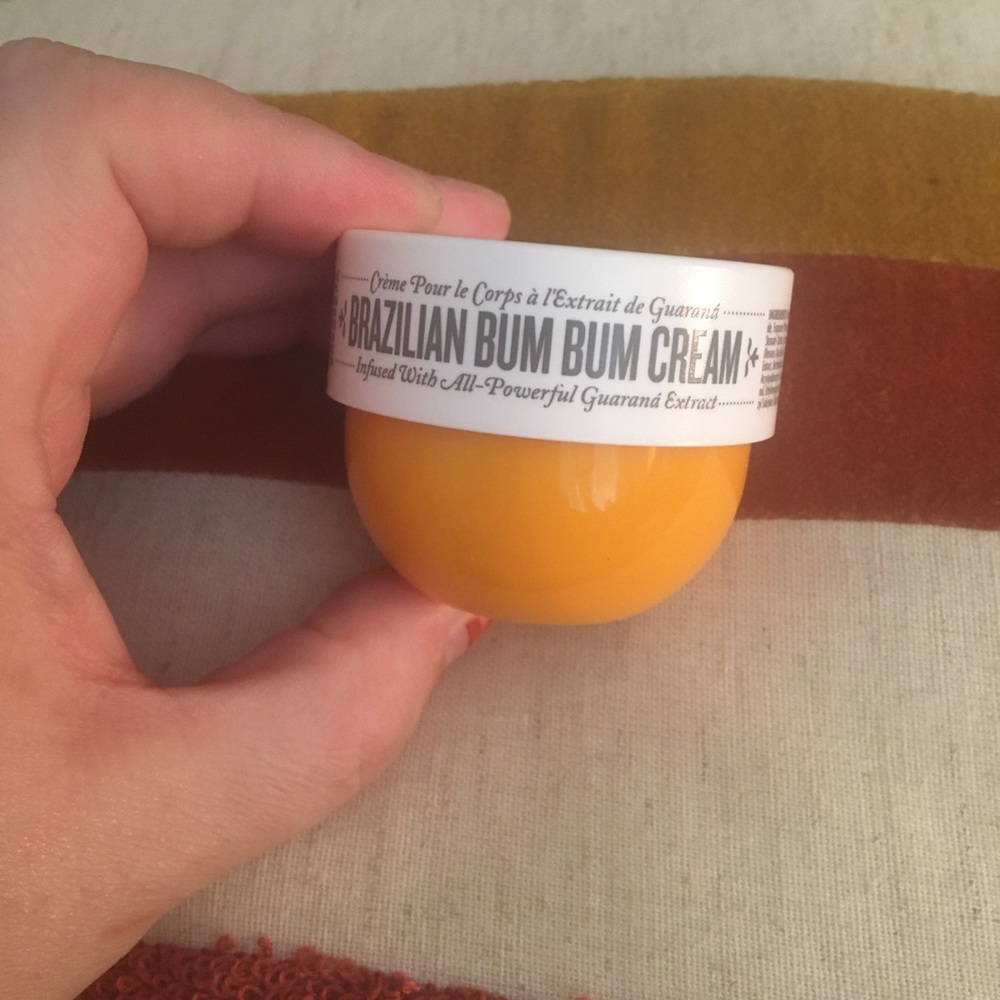 Crème Pour le Corps à l'Extrait de Guaraná
BRAZILIAN BUM BUM CREAM
Infused With All-Powerful Guaraná Extract